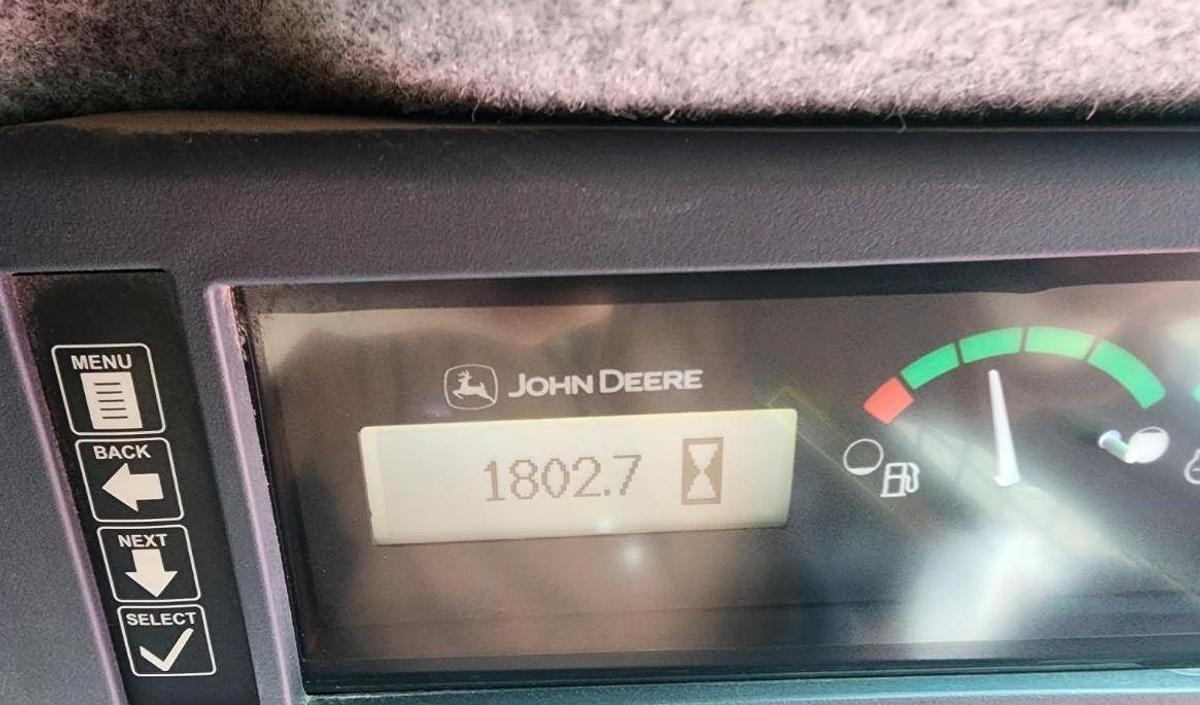 MENU
BACK
NEXT
SELECT
JOHN DEERE
1802.7